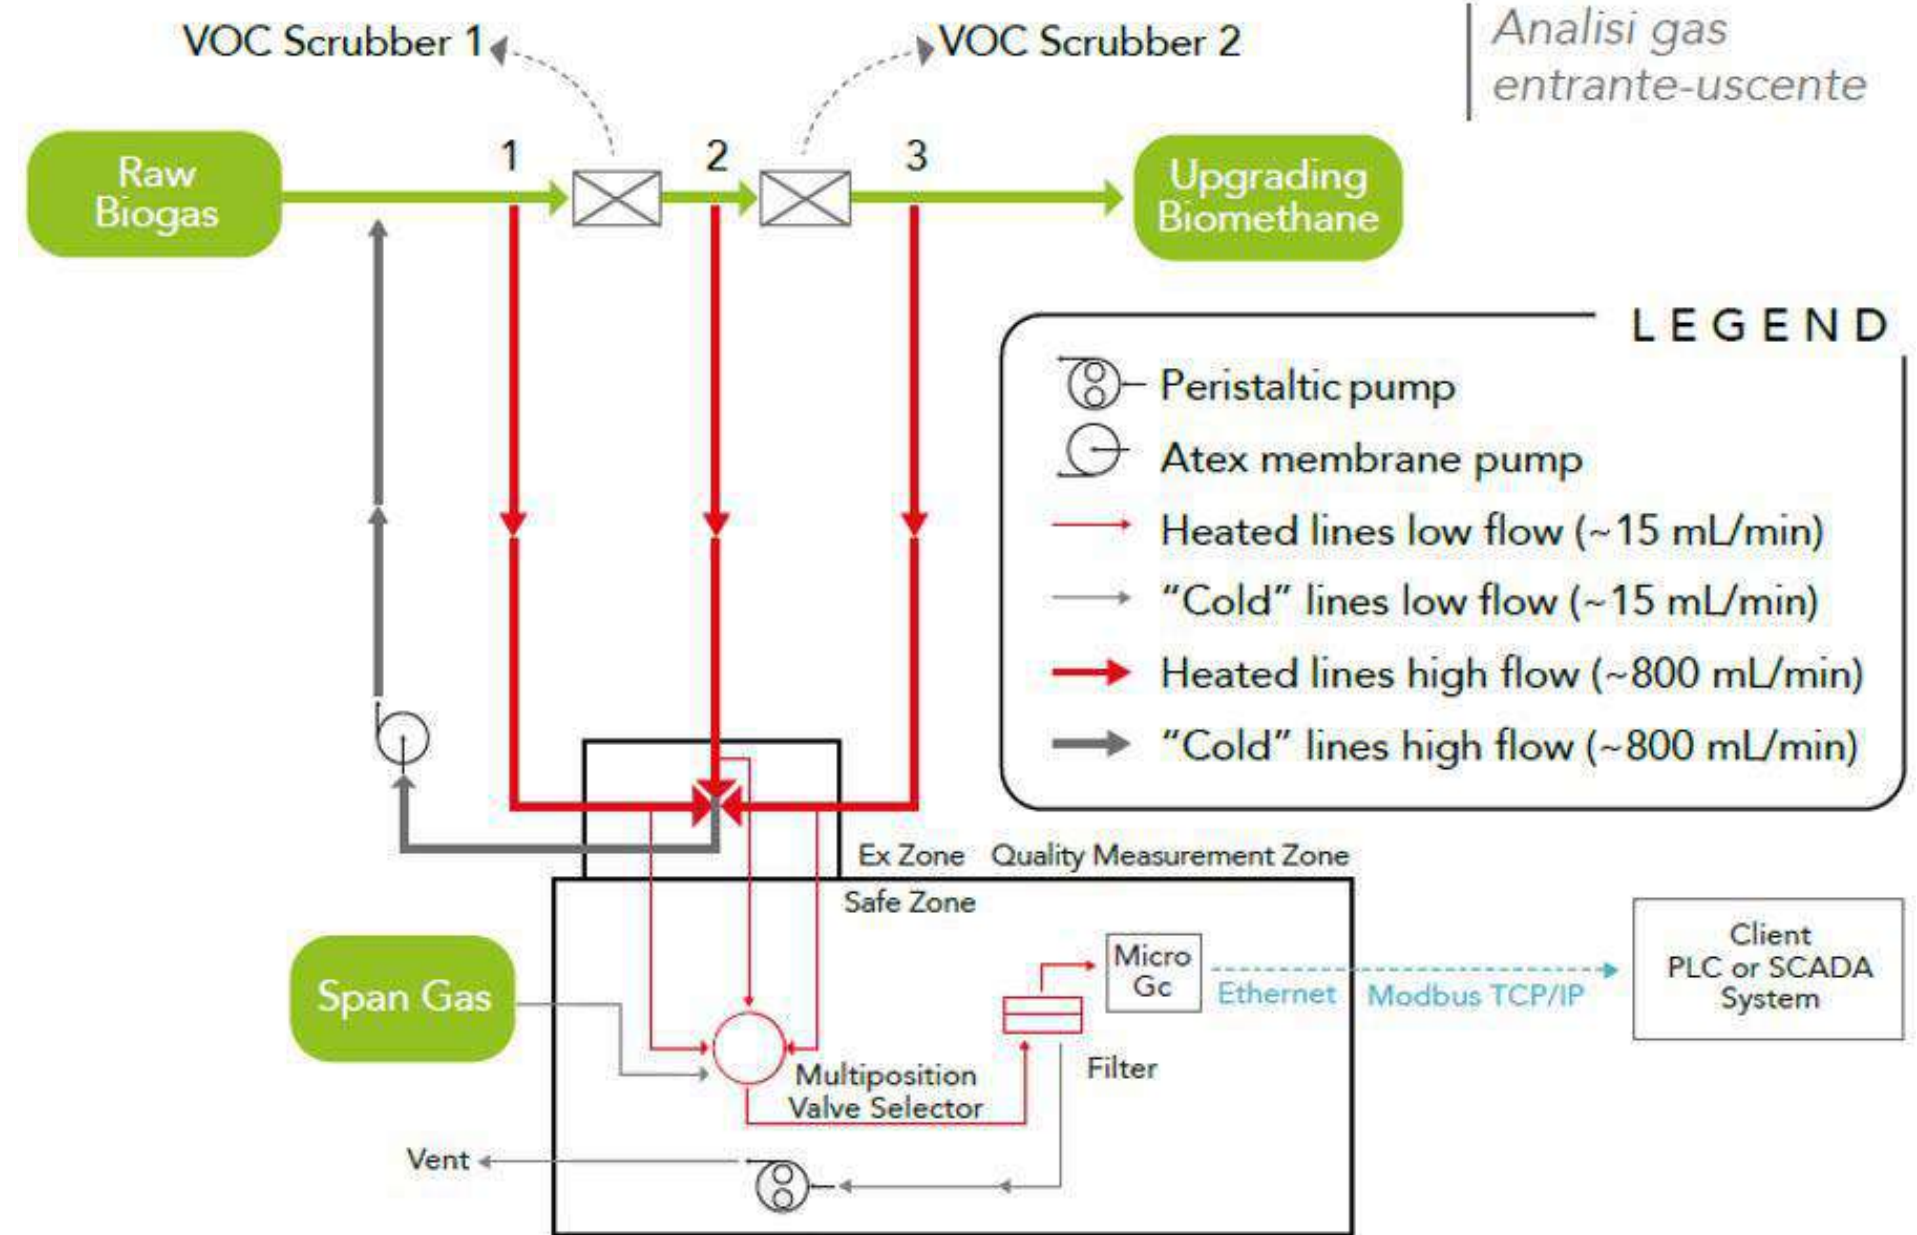 VOC Scrubber 1
VOC Scrubber 2
Analisi gas
entrante-uscente
Raw
Biogas
1
2
3
Upgrading
Biomethane
LEGEND
Peristaltic pump
Atex membrane pump
Heated lines low flow (~15 mL/min)
"Cold" lines low flow (~15 mL/min)
Heated lines high flow (~800 mL/min)
"Cold" lines high flow (~800 mL/min)
Ex Zone
Quality Measurement Zone
Safe Zone
Span Gas
Micro
Gc
Ethernet
Modbus TCP/IP
Client
PLC or SCADA
System
Filter
Multiposition
Valve Selector
Vent